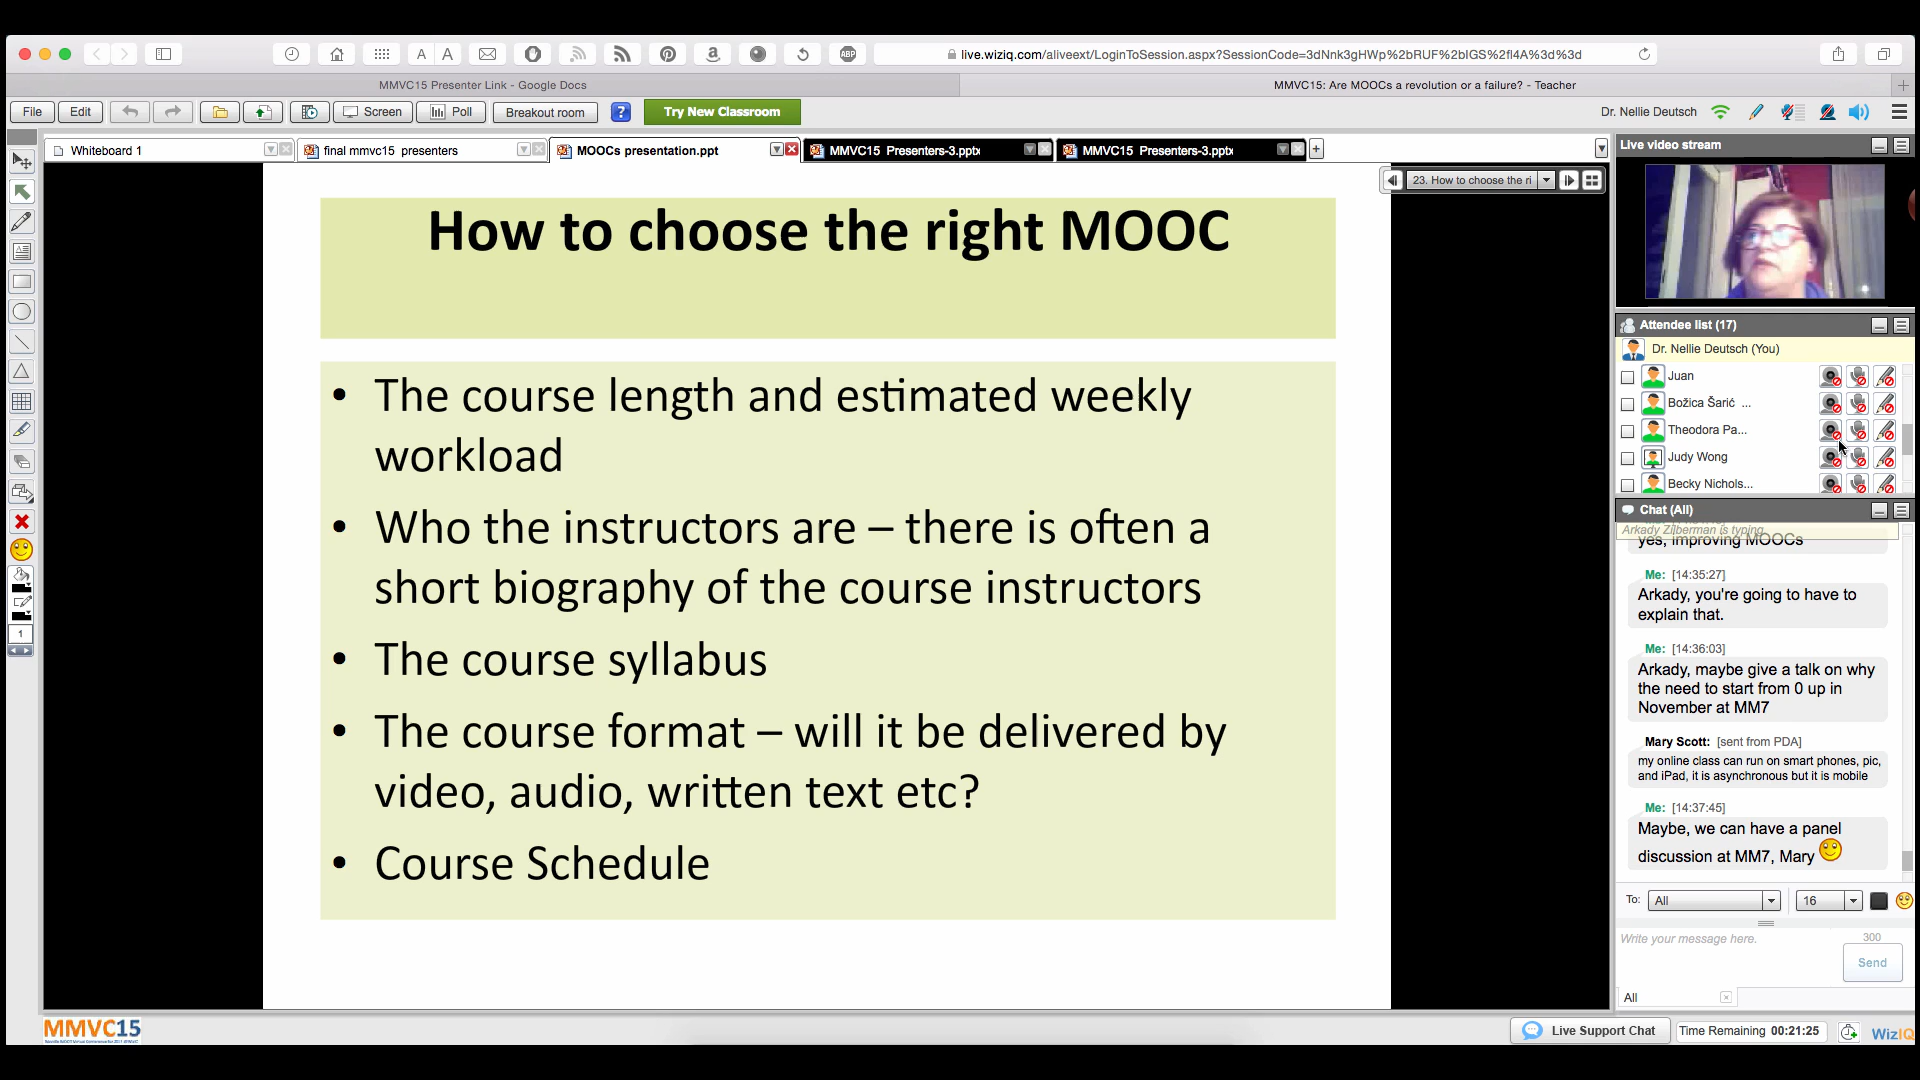 A A
ABP
live.wiziq.com/aliveext/LoginToSession.aspx?SessionCode=3dNnk3gHWp%2bRUF%2bIGS%2fl4A%3d%3d
MMVC15 Presenter Link - Google Docs
MMVC15: Are MOOCs a revolution or a failure? - Teacher
File
Edit
Screen
Poll
Breakout room
?
Try New Classroom
Dr. Nellie Deutsch
Whiteboard 1
final mmvc15 presenters
MOOCs presentation.ppt
MMVC15 Presenters-3.pptx
MMVC15 Presenters-3.pptx
23. How to choose the ri
How to choose the right MOOC
• The course length and estimated weekly
workload
• Who the instructors are – there is often a
short biography of the course instructors
• The course syllabus
• The course format – will it be delivered by
video, audio, written text etc?
• Course Schedule
1
Live video stream
Attendee list (17)
Dr. Nellie Deutsch (You)
Juan
Božica Šarić ...
Theodora Pa...
Judy Wong
Becky Nichols...
Chat (All)
Arkady Zilberman is typing
yes, improving MOOCs
Me: [14:35:27]
Arkady, you're going to have to
explain that.
Me: [14:36:03]
Arkady, maybe give a talk on why
the need to start from 0 up in
November at MM7
Mary Scott: [sent from PDA]
my online class can run on smart phones, pic,
and iPad, it is asynchronous but it is mobile
Me: [14:37:45]
Maybe, we can have a panel
discussion at MM7, Mary
To: All
16
Write your message here.
300
Send
All
MMVC15
Live Support Chat
Time Remaining 00:21:25
WizIQ